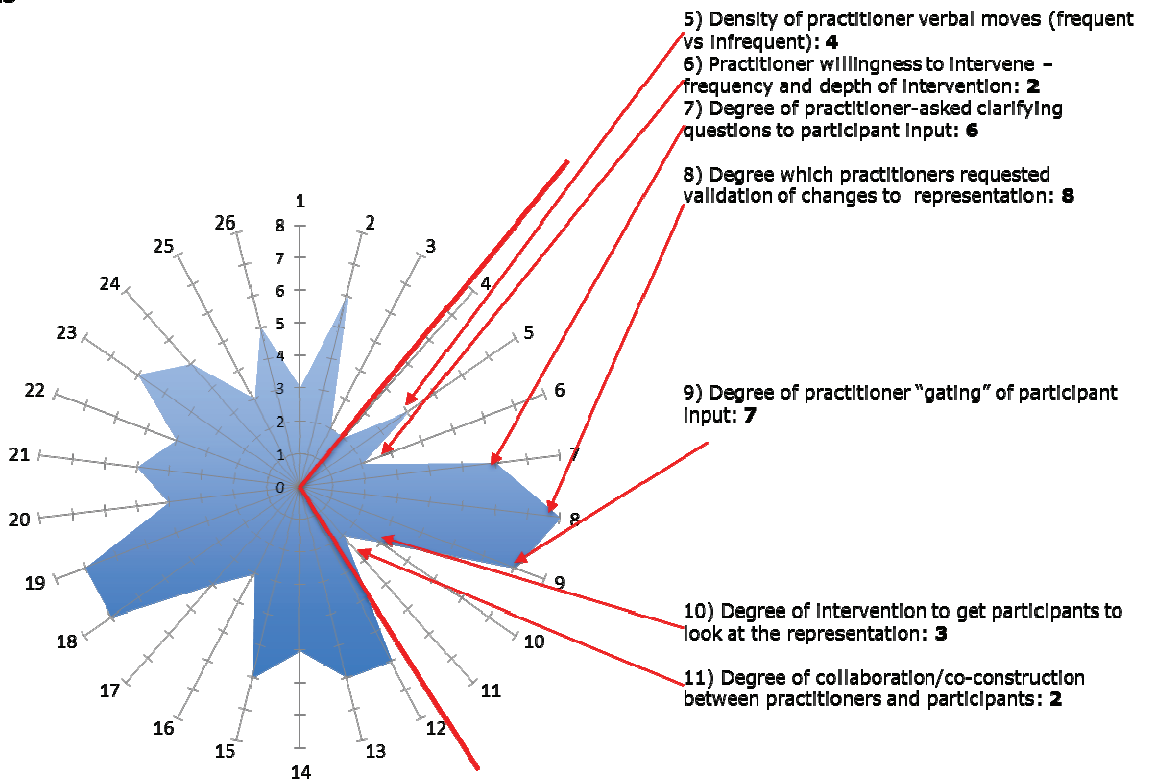 5) Density of practitioner verbal moves (frequent
vs infrequent): 4
6) Practitioner willingness to intervene –
frequency and depth of intervention: 2
7) Degree of practitioner-asked clarifying
questions to participant input: 6
8) Degree which practitioners requested
validation of changes to representation: 8
9) Degree of practitioner “gating” of participant
input: 7
10) Degree of intervention to get participants to
look at the representation: 3
11) Degree of collaboration/co-construction
between practitioners and participants: 2
1
2
3
4
5
6
7
8
9
10
11
12
13
14
15
16
17
18
19
20
21
22
23
24
25
26
8
7
6
5
4
3
2
1
0